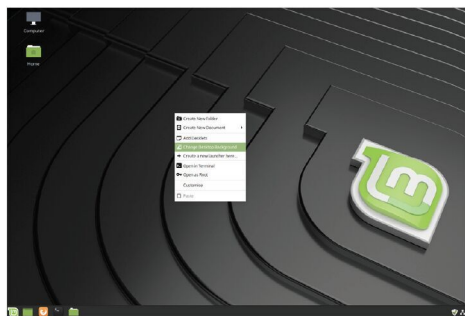 Computer
Home
Create New Folder
Create New Document
Add Desklets
Change Desktop Background
Create a new launcher here...
Open in Terminal
Open as Root
Customize
Paste